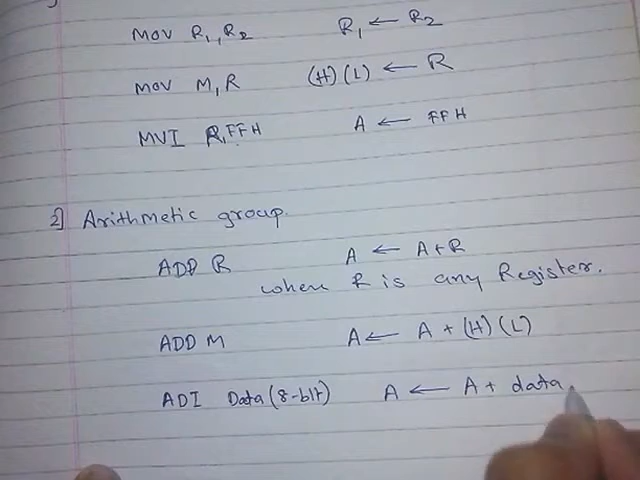 MOV R1, R2 R1 ← R2
MOV M, R (H)(L) ← R
MVI R, FFH A ← FFH
2] Arithmetic group.
ADD R A ← A+R
when R is any Register.
ADD M A ← A + (H)(L)
ADI Data (8-bit) A ← A + data